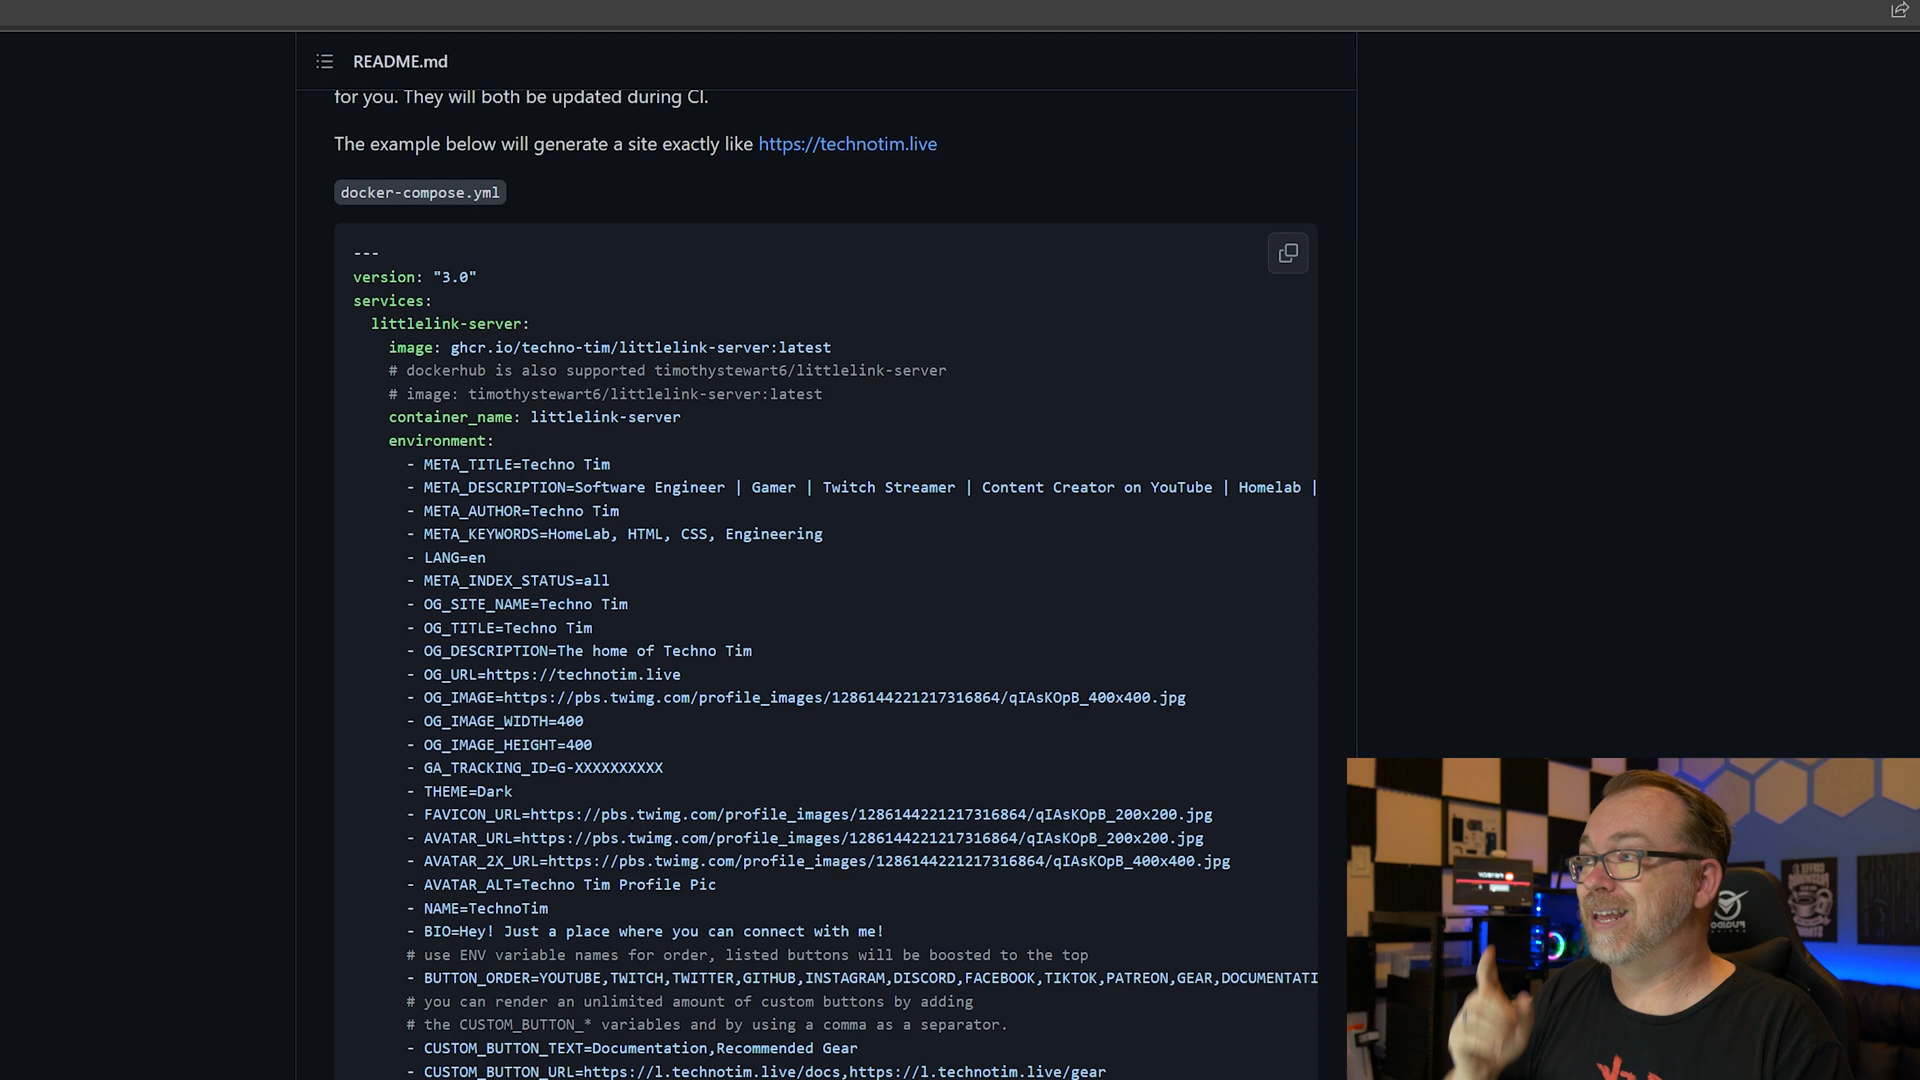 README.md
for you. They will both be updated during CI.
The example below will generate a site exactly like https://technotim.live
docker-compose.yml
---
version: "3.0"
services:
littlelink-server:
image: ghcr.io/techno-tim/littlelink-server:latest
# dockerhub is also supported timothystewart6/littlelink-server
# image: timothystewart6/littlelink-server:latest
container_name: littlelink-server
environment:
- META_TITLE=Techno Tim
- META_DESCRIPTION=Software Engineer | Gamer | Twitch Streamer | Content Creator on YouTube | Homelab |
- META_AUTHOR=Techno Tim
- META_KEYWORDS=HomeLab, HTML, CSS, Engineering
- LANG=en
- META_INDEX_STATUS=all
- OG_SITE_NAME=Techno Tim
- OG_TITLE=Techno Tim
- OG_DESCRIPTION=The home of Techno Tim
- OG_URL=https://technotim.live
- OG_IMAGE=https://pbs.twimg.com/profile_images/1286144221217316864/qIAsKOpB_400x400.jpg
- OG_IMAGE_WIDTH=400
- OG_IMAGE_HEIGHT=400
- GA_TRACKING_ID=G-XXXXXXXXXX
- THEME=Dark
- FAVICON_URL=https://pbs.twimg.com/profile_images/1286144221217316864/qIAsKOpB_200x200.jpg
- AVATAR_URL=https://pbs.twimg.com/profile_images/1286144221217316864/qIAsKOpB_200x200.jpg
- AVATAR_2X_URL=https://pbs.twimg.com/profile_images/1286144221217316864/qIAsKOpB_400x400.jpg
- AVATAR_ALT=Techno Tim Profile Pic
- NAME=TechnoTim
- BIO=Hey! Just a place where you can connect with me!
# use ENV variable names for order, listed buttons will be boosted to the top
- BUTTON_ORDER=YOUTUBE,TWITCH,TWITTER,GITHUB,INSTAGRAM,DISCORD,FACEBOOK,TIKTOK,PATREON,GEAR,DOCUMENTATI
# you can render an unlimited amount of custom buttons by adding
# the CUSTOM_BUTTON_* variables and by using a comma as a separator.
- CUSTOM_BUTTON_TEXT=Documentation,Recommended Gear
- CUSTOM_BUTTON_URL=https://l.technotim.live/docs,https://l.technotim.live/gear